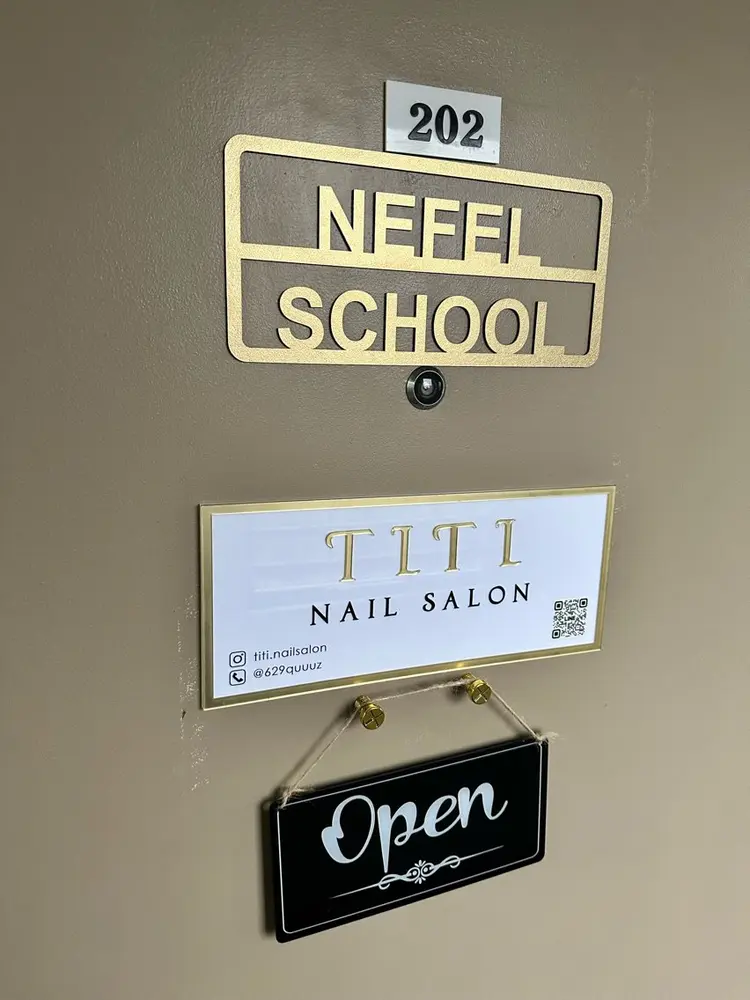 202
NEFEL
SCHOOL
TITI
NAIL SALON
titi.nailsalon
@629quuuz
Open